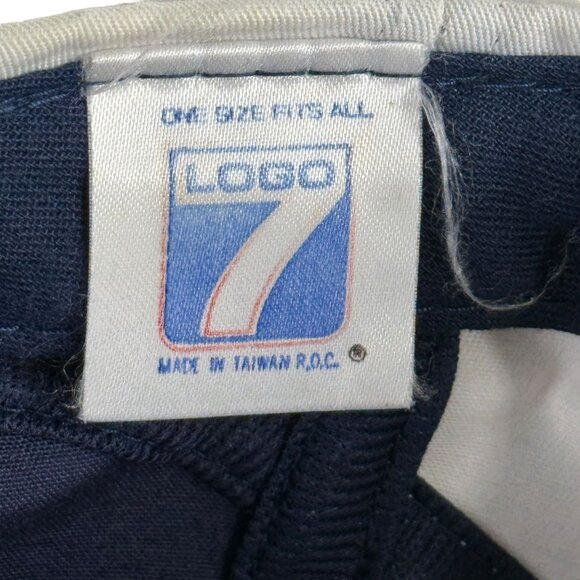 ONE SIZE FITS ALL
LOGO
7
MADE IN TAIWAN R.O.C. ®